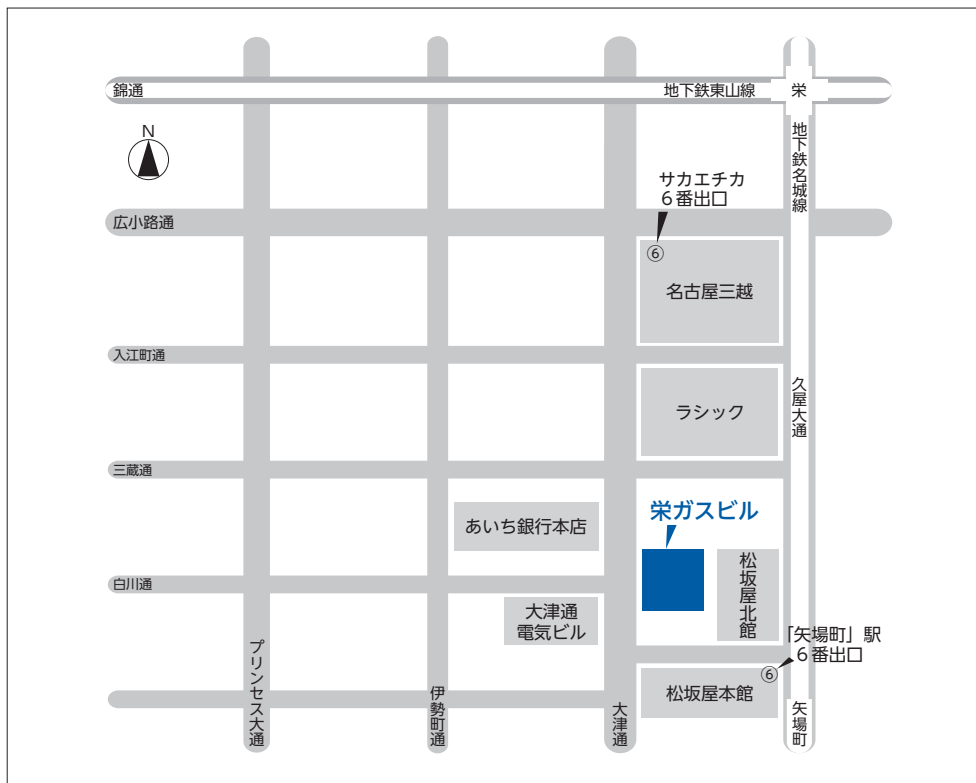 錦通
地下鉄東山線
栄
N
地下鉄名城線
サカエチカ
６番出口
広小路通
⑥
名古屋三越
入江町通
ラシック
久屋大通
三蔵通
栄ガスビル
あいち銀行本店
松坂屋北館
白川通
大津通
電気ビル
「矢場町」駅
６番出口
⑥
松坂屋本館
プリンセス大通
伊勢町通
大津通
矢場町